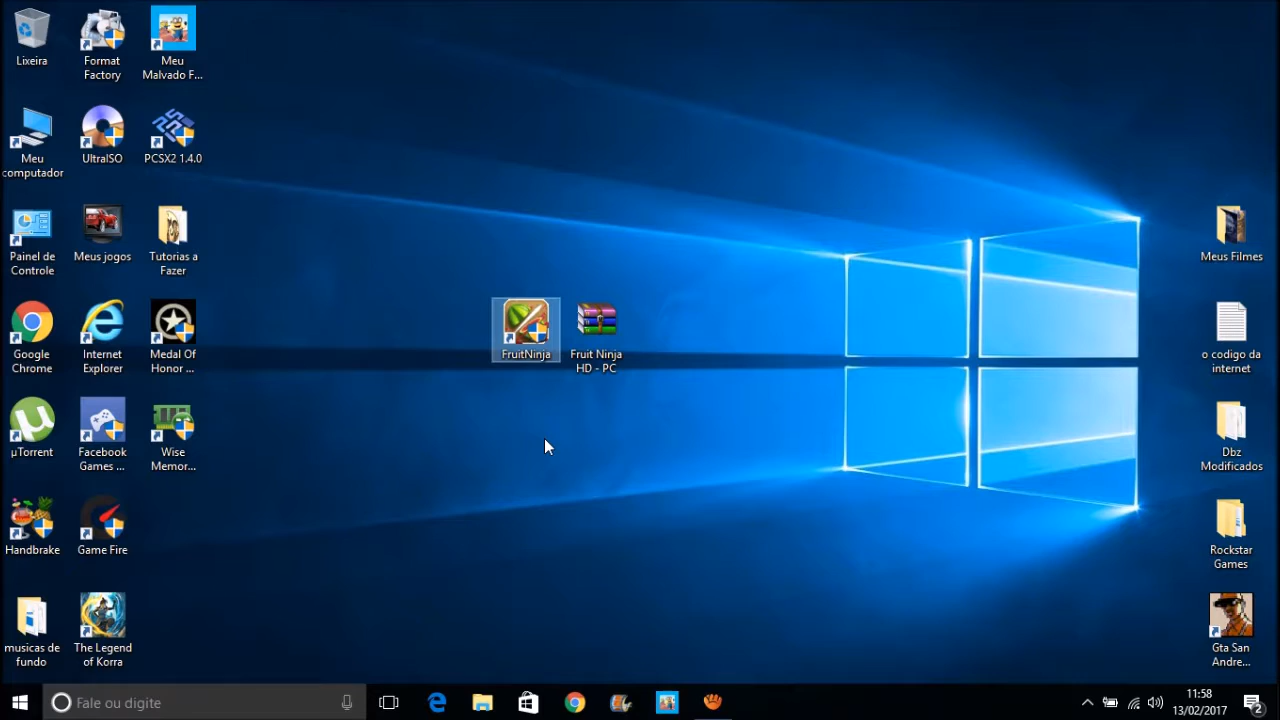 Lixeira
Format
Factory
Meu
Malvado F...
Meu
computador
UltraISO
PCSX2 1.4.0
Painel de
Controle
Meus jogos
Tutorias a
Fazer
Google
Chrome
Internet
Explorer
Medal Of
Honor ...
µTorrent
Facebook
Games ...
Wise
Memor...
Handbrake
Game Fire
musicas de
fundo
The Legend
of Korra
FruitNinja
Fruit Ninja
HD - PC
Meus Filmes
o codigo da
internet
Dbz
Modificados
Rockstar
Games
Gta San
Andre...
Fale ou digite
11:58
13/02/2017
2